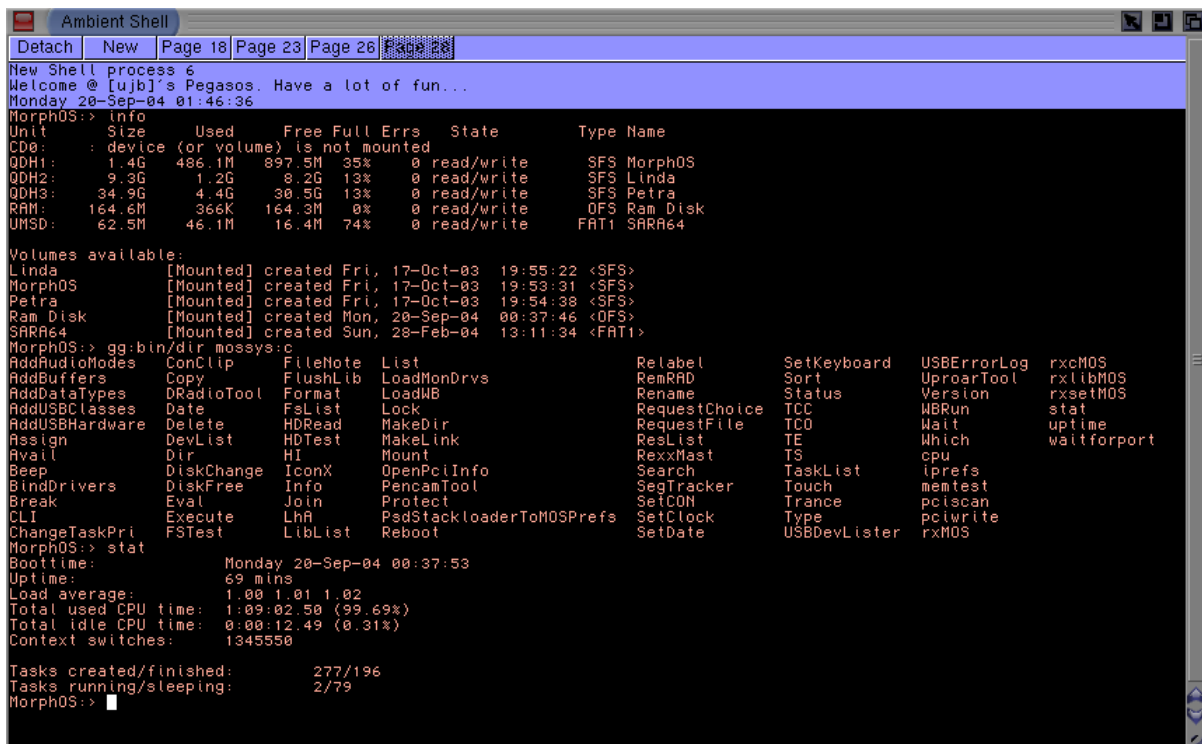 Ambient Shell
Detach New Page 18 Page 23 Page 26 Page 28
New Shell process 6
Welcome @ [ujb]´s Pegasos. Have a lot of fun...
Monday 20-Sep-04 01:46:36
MorphOS:> info
Unit Size Used Free Full Errs State Type Name
CD0: : device (or volume) is not mounted
QDH1: 1.4G 486.1M 897.5M 35% 0 read/write SFS MorphOS
QDH2: 9.3G 1.2G 8.2G 13% 0 read/write SFS Linda
QDH3: 34.9G 4.4G 30.5G 13% 0 read/write SFS Petra
RAM: 164.6M 366K 164.3M 0% 0 read/write OFS Ram Disk
UMSD: 62.5M 46.1M 16.4M 74% 0 read/write FAT1 SARA64
Volumes available:
Linda [Mounted] created Fri, 17-Oct-03 19:55:22 <SFS>
MorphOS [Mounted] created Fri, 17-Oct-03 19:53:31 <SFS>
Petra [Mounted] created Fri, 17-Oct-03 19:54:38 <SFS>
Ram Disk [Mounted] created Mon, 20-Sep-04 00:37:46 <OFS>
SARA64 [Mounted] created Sun, 28-Feb-04 13:11:34 <FAT1>
MorphOS:> gg:bin/dir mossys:c
AddAudioModes ConClip FileNote List Relabel SetKeyboard USBErrorLog rxcMOS
AddBuffers Copy FlushLib LoadMonDrvs RemRAD Sort UproarTool rxlibMOS
AddDataTypes DRadioTool Format LoadWB Rename Status Version rxsetMOS
AddUSBClasses Date FsList Lock RequestChoice TCC WBRun stat
AddUSBHardware Delete HDRead MakeDir RequestFile TCO Wait uptime
Assign DevList HDTest MakeLink ResList TE Which waitforport
Avail Dir HI Mount RexxMast TS cpu
Beep DiskChange IconX OpenPciInfo Search TaskList iprefs
BindDrivers DiskFree Info PencamTool SegTracker Touch memtest
Break Eval Join Protect SetCON Trance pciscan
CLI Execute LhA PsdStackloaderToMOSPrefs SetClock Type pciwrite
ChangeTaskPri FSTest LibList Reboot SetDate USBDevLister rxMOS
MorphOS:> stat
Boottime: Monday 20-Sep-04 00:37:53
Uptime: 69 mins
Load average: 1.00 1.01 1.02
Total used CPU time: 1:09:02.50 (99.69%)
Total idle CPU time: 0:00:12.49 (0.31%)
Context switches: 1345550
Tasks created/finished: 277/196
Tasks running/sleeping: 2/79
MorphOS:>